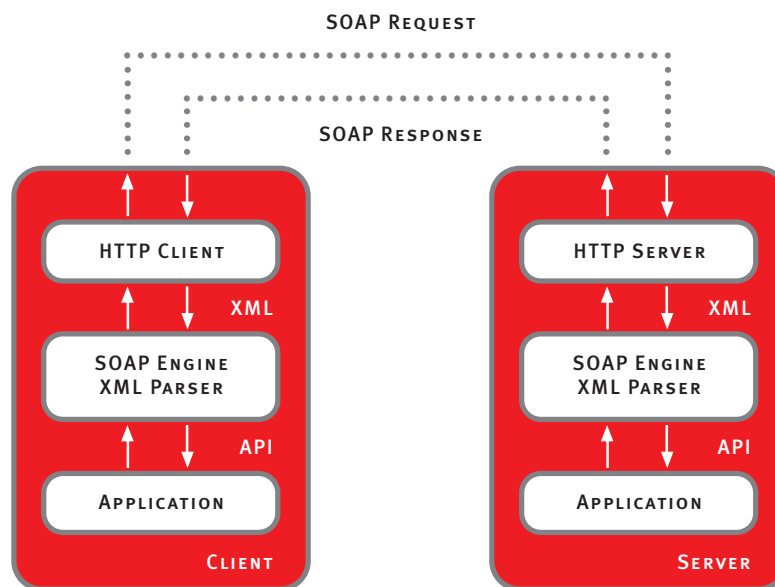 SOAP Request
SOAP Response
HTTP Client
XML
SOAP Engine
XML Parser
API
Application
Client
HTTP Server
XML
SOAP Engine
XML Parser
API
Application
Server